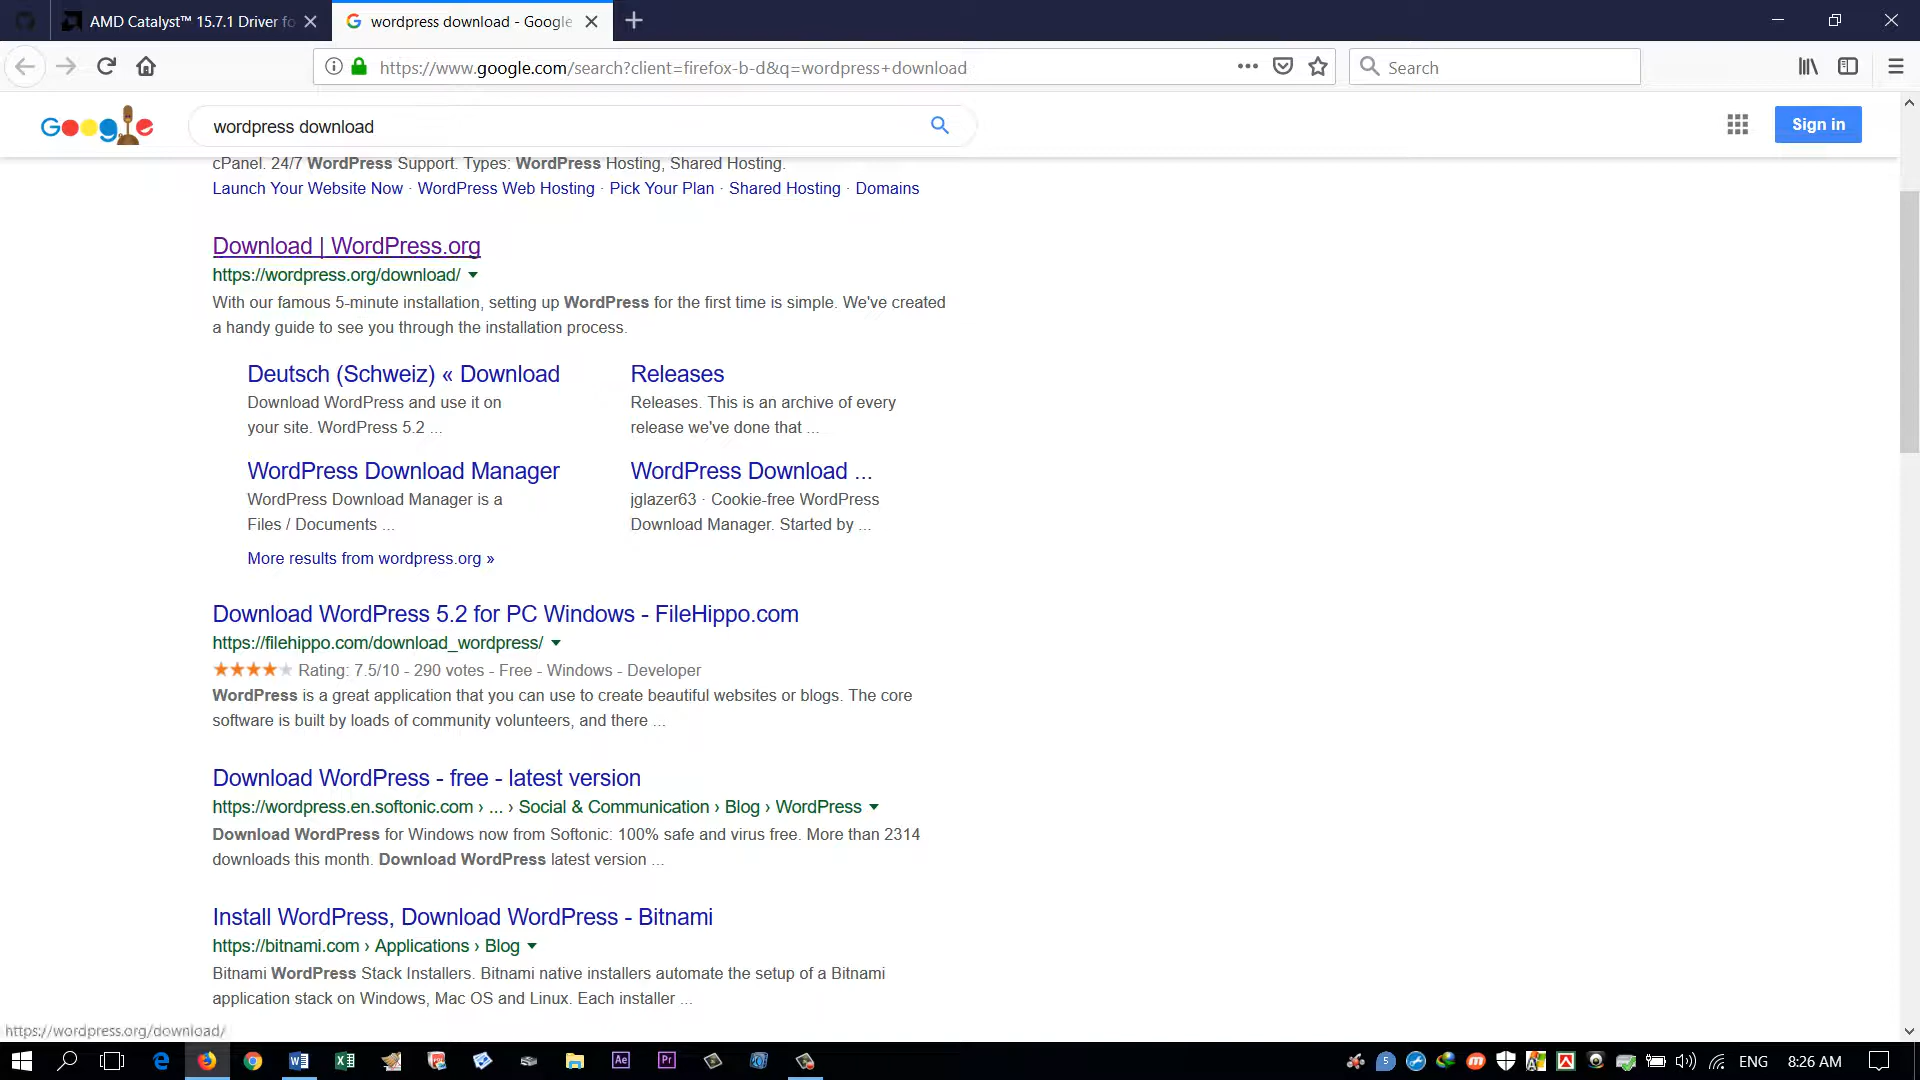 AMD Catalyst™ 15.7.1 Driver fo
wordpress download - Google
https://www.google.com/search?client=firefox-b-d&q=wordpress+download
Search
Google
wordpress download
Sign in
cPanel. 24/7 WordPress Support. Types: WordPress Hosting, Shared Hosting.
Launch Your Website Now · WordPress Web Hosting · Pick Your Plan · Shared Hosting · Domains
Download | WordPress.org
https://wordpress.org/download/
With our famous 5-minute installation, setting up WordPress for the first time is simple. We've created
a handy guide to see you through the installation process.
Deutsch (Schweiz) « Download
Download WordPress and use it on
your site. WordPress 5.2 ...
Releases
Releases. This is an archive of every
release we've done that ...
WordPress Download Manager
WordPress Download Manager is a
Files / Documents ...
WordPress Download ...
jglazer63 · Cookie-free WordPress
Download Manager. Started by ...
More results from wordpress.org »
Download WordPress 5.2 for PC Windows - FileHippo.com
https://filehippo.com/download_wordpress/
Rating: 7.5/10 - 290 votes - Free - Windows - Developer
WordPress is a great application that you can use to create beautiful websites or blogs. The core
software is built by loads of community volunteers, and there ...
Download WordPress - free - latest version
https://wordpress.en.softonic.com › ... › Social & Communication › Blog › WordPress
Download WordPress for Windows now from Softonic: 100% safe and virus free. More than 2314
downloads this month. Download WordPress latest version ...
Install WordPress, Download WordPress - Bitnami
https://bitnami.com › Applications › Blog
Bitnami WordPress Stack Installers. Bitnami native installers automate the setup of a Bitnami
application stack on Windows, Mac OS and Linux. Each installer ...
https://wordpress.org/download/
Ae
Pr
ENG
8:26 AM